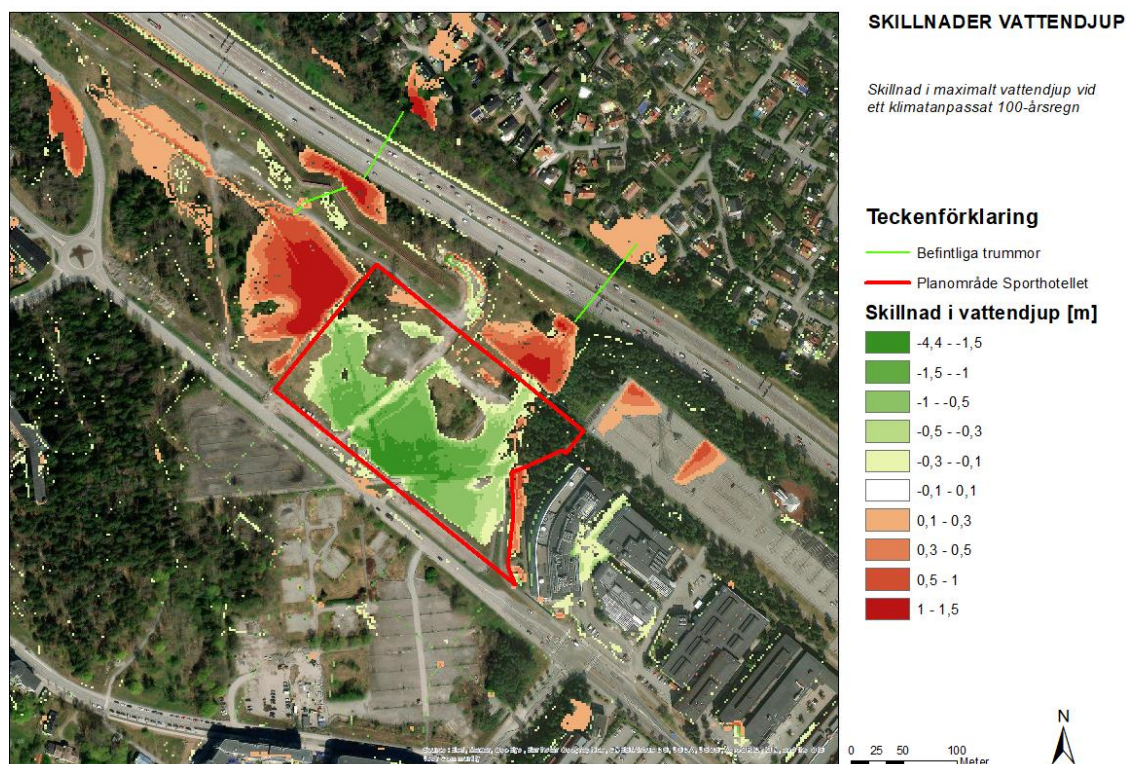 SKILLNADER VATTENDJUP
Skillnad i maximalt vattendjup vid
ett klimatanpassat 100-årsregn
Teckenförklaring
Befintliga trummor
Planområde Sporthotellet
Skillnad i vattendjup [m]
-4,4 - -1,5
-1,5 - -1
-1 - -0,5
-0,5 - -0,3
-0,3 - -0,1
-0,1 - 0,1
0,1 - 0,3
0,3 - 0,5
0,5 - 1
1 - 1,5
N
0 25 50 100
Meter
User Community